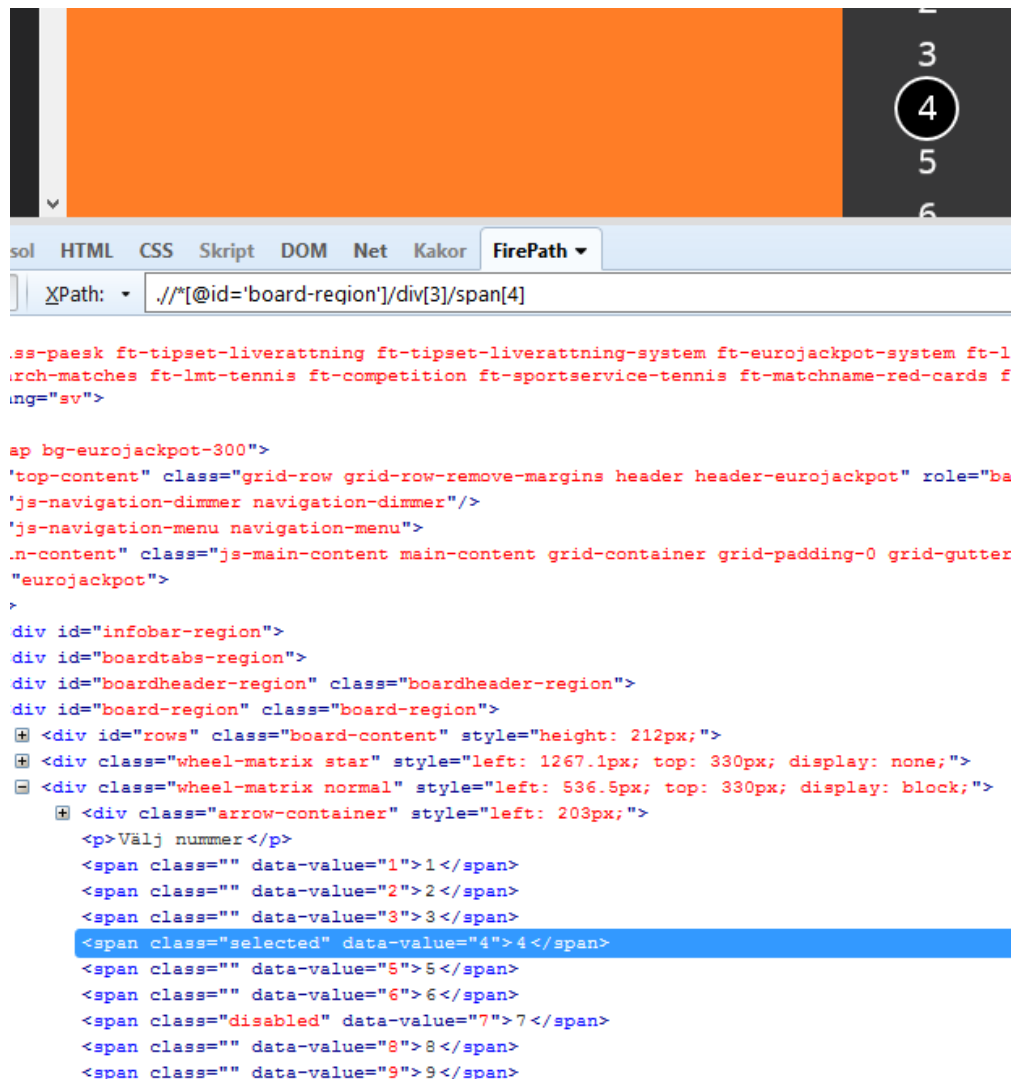 3
4
5
6
sol HTML CSS Skript DOM Net Kakor FirePath
XPath: .//*[@id='board-region']/div[3]/span[4]
ss-paesk ft-tipset-liverattning ft-tipset-liverattning-system ft-eurojackpot-system ft-l
rch-matches ft-lmt-tennis ft-competition ft-sportservice-tennis ft-matchname-red-cards f
ng="sv">
ap bg-eurojackpot-300">
"top-content" class="grid-row grid-row-remove-margins header header-eurojackpot" role="ba
"js-navigation-dimmer navigation-dimmer"/>
"js-navigation-menu navigation-menu">
n-content" class="js-main-content main-content grid-container grid-padding-0 grid-gutter
"eurojackpot">
>
div id="infobar-region">
div id="boardtabs-region">
div id="boardheader-region" class="boardheader-region">
div id="board-region" class="board-region">
<div id="rows" class="board-content" style="height: 212px;">
<div class="wheel-matrix star" style="left: 1267.1px; top: 330px; display: none;">
<div class="wheel-matrix normal" style="left: 536.5px; top: 330px; display: block;">
<div class="arrow-container" style="left: 203px;">
<p>Välj nummer</p>
<span class="" data-value="1">1</span>
<span class="" data-value="2">2</span>
<span class="" data-value="3">3</span>
<span class="selected" data-value="4">4</span>
<span class="" data-value="5">5</span>
<span class="" data-value="6">6</span>
<span class="disabled" data-value="7">7</span>
<span class="" data-value="8">8</span>
<span class="" data-value="9">9</span>